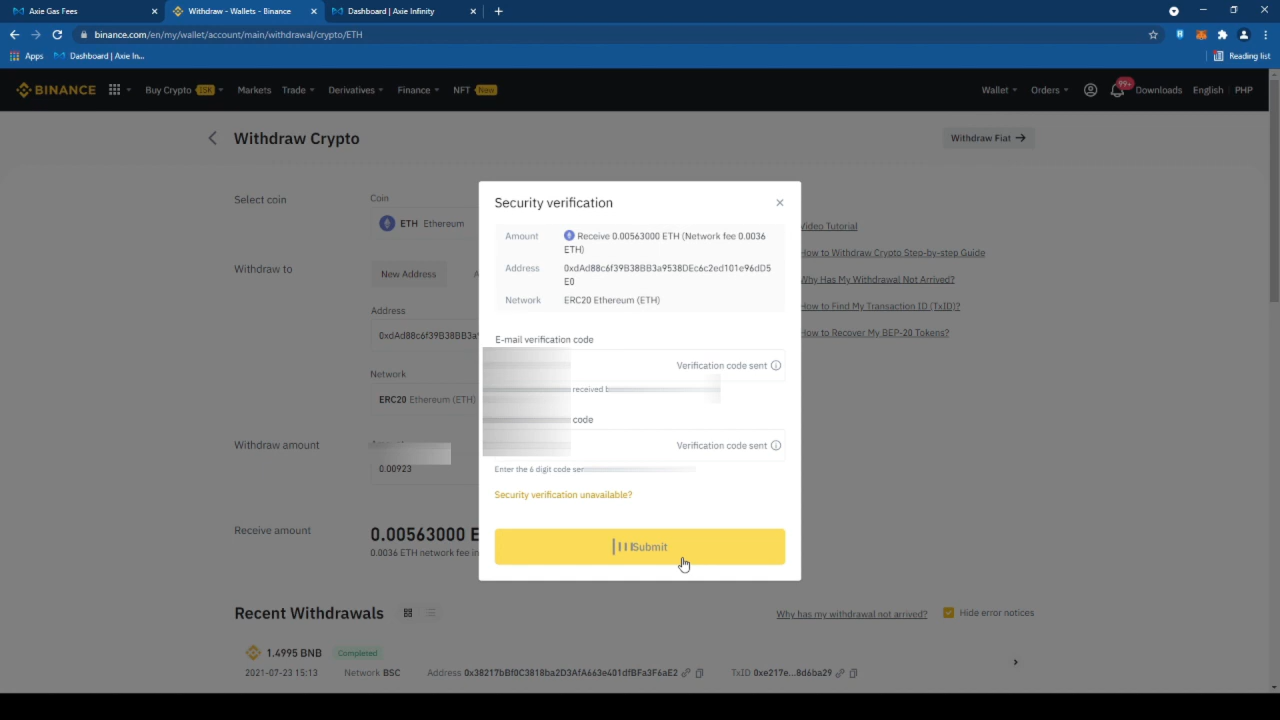 Axie Gas Fees
Withdraw - Wallets - Binance
Dashboard | Axie Infinity
binance.com/en/my/wallet/account/main/withdrawal/crypto/ETH
Apps
Dashboard | Axie In...
Reading list
BINANCE
Buy Crypto
Markets
Trade
Derivatives
Finance
NFT New
Wallet
Orders
99+
Downloads
English
PHP
Withdraw Crypto
Withdraw Fiat →
Security verification
Select coin
Coin
ETH Ethereum
Amount
Receive 0.00563000 ETH (Network fee 0.0036
ETH)
Video Tutorial
How to Withdraw Crypto Step-by-step Guide
Withdraw to
New Address
Address
0xdAd88c6f39B38BB3a9538DEc6c2ed101e96dD5
E0
Why Has My Withdrawal Not Arrived?
Network
ERC20 Ethereum (ETH)
How to Find My Transaction ID (TxID)?
Address
0xdAd88c6f39B38BB3a
How to Recover My BEP-20 Tokens?
E-mail verification code
Verification code sent
Network
ERC20 Ethereum (ETH)
received
code
Verification code sent
Withdraw amount
0.00923
Enter the 6 digit code
Security verification unavailable?
Receive amount
0.00563000 E
0.0036 ETH network fee in
Submit
Recent Withdrawals
Why has my withdrawal not arrived?
Hide error notices
1.4995 BNB
Completed
2021-07-23 15:13
Network BSC
Address 0x38217bBf0C3818ba2D3AfA663e401dfBFa3F6aE2
TxID 0xe217e...8d6ba29